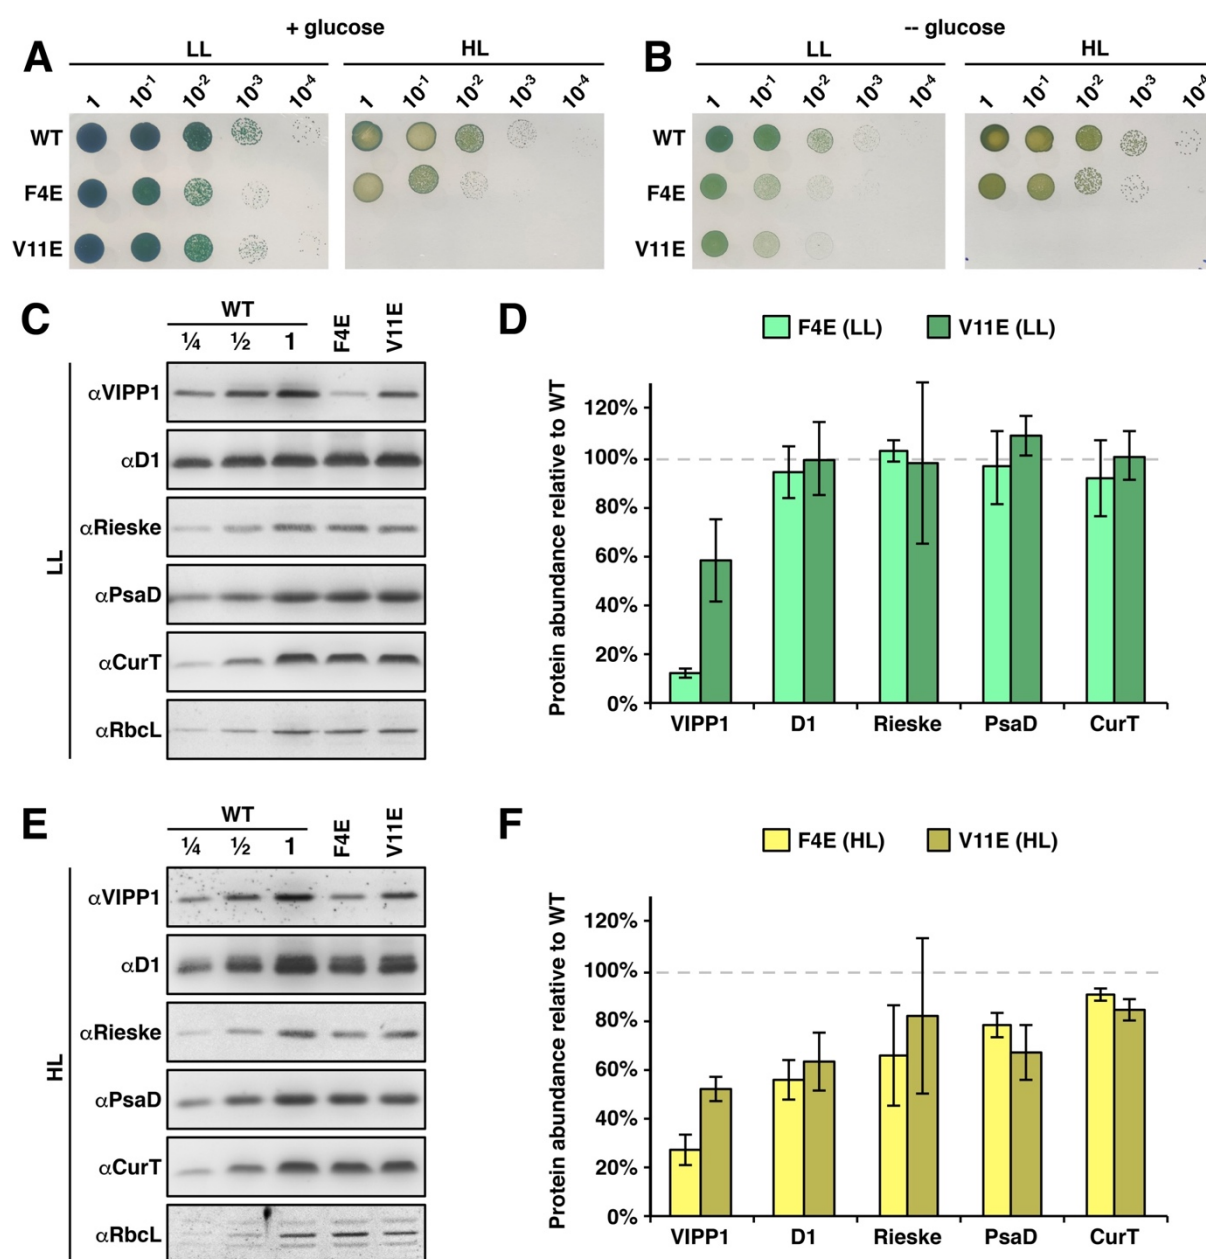 + glucose
-- glucose
A LL HL
B LL HL
1 10-1 10-2 10-3 10-4 1 10-1 10-2 10-3 10-4
1 10-1 10-2 10-3 10-4 1 10-1 10-2 10-3 10-4
WT WT
F4E F4E
V11E V11E
C WT
¼ ½ 1 F4E V11E
LL
αVIPP1
αD1
αRieske
αPsaD
αCurT
αRbcL
D
F4E (LL) V11E (LL)
Protein abundance relative to WT
120%
100%
80%
60%
40%
20%
0%
VIPP1 D1 Rieske PsaD CurT
E WT
¼ ½ 1 F4E V11E
HL
αVIPP1
αD1
αRieske
αPsaD
αCurT
αRbcL
F
F4E (HL) V11E (HL)
Protein abundance relative to WT
120%
100%
80%
60%
40%
20%
0%
VIPP1 D1 Rieske PsaD CurT